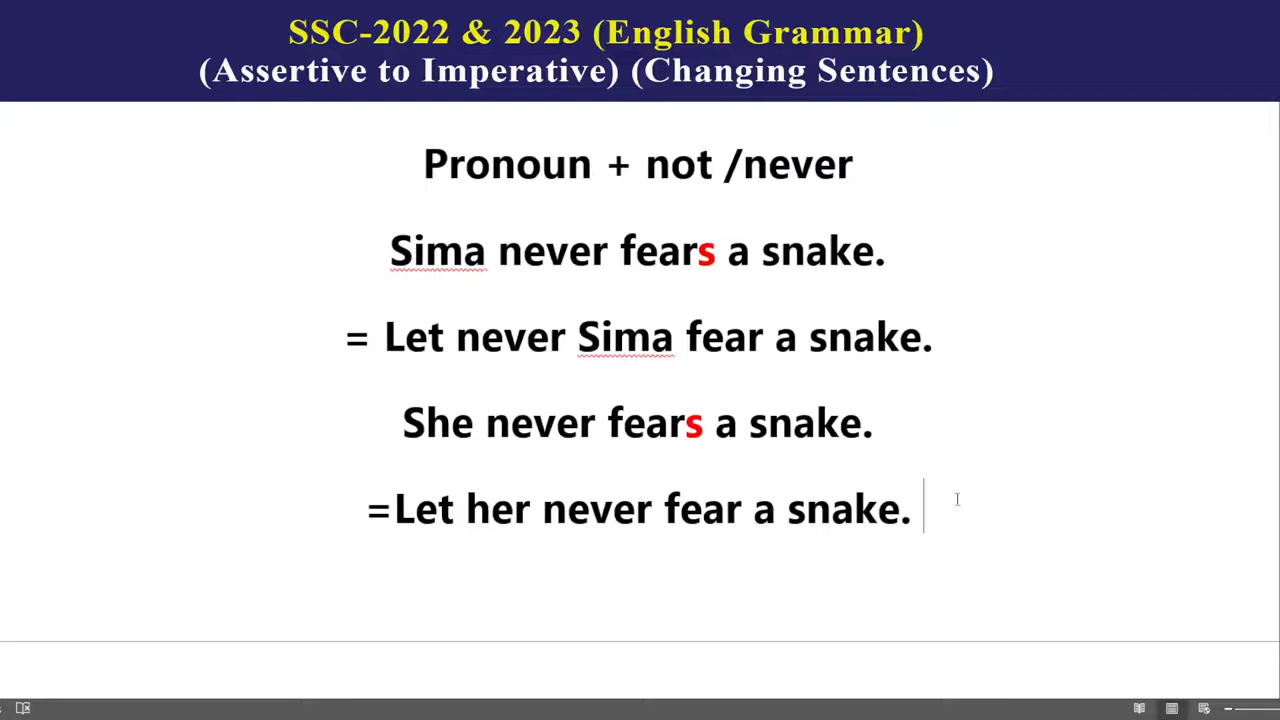 SSC-2022 & 2023 (English Grammar)
(Assertive to Imperative) (Changing Sentences)
Pronoun + not /never
Sima never fears a snake.
= Let never Sima fear a snake.
She never fears a snake.
=Let her never fear a snake.